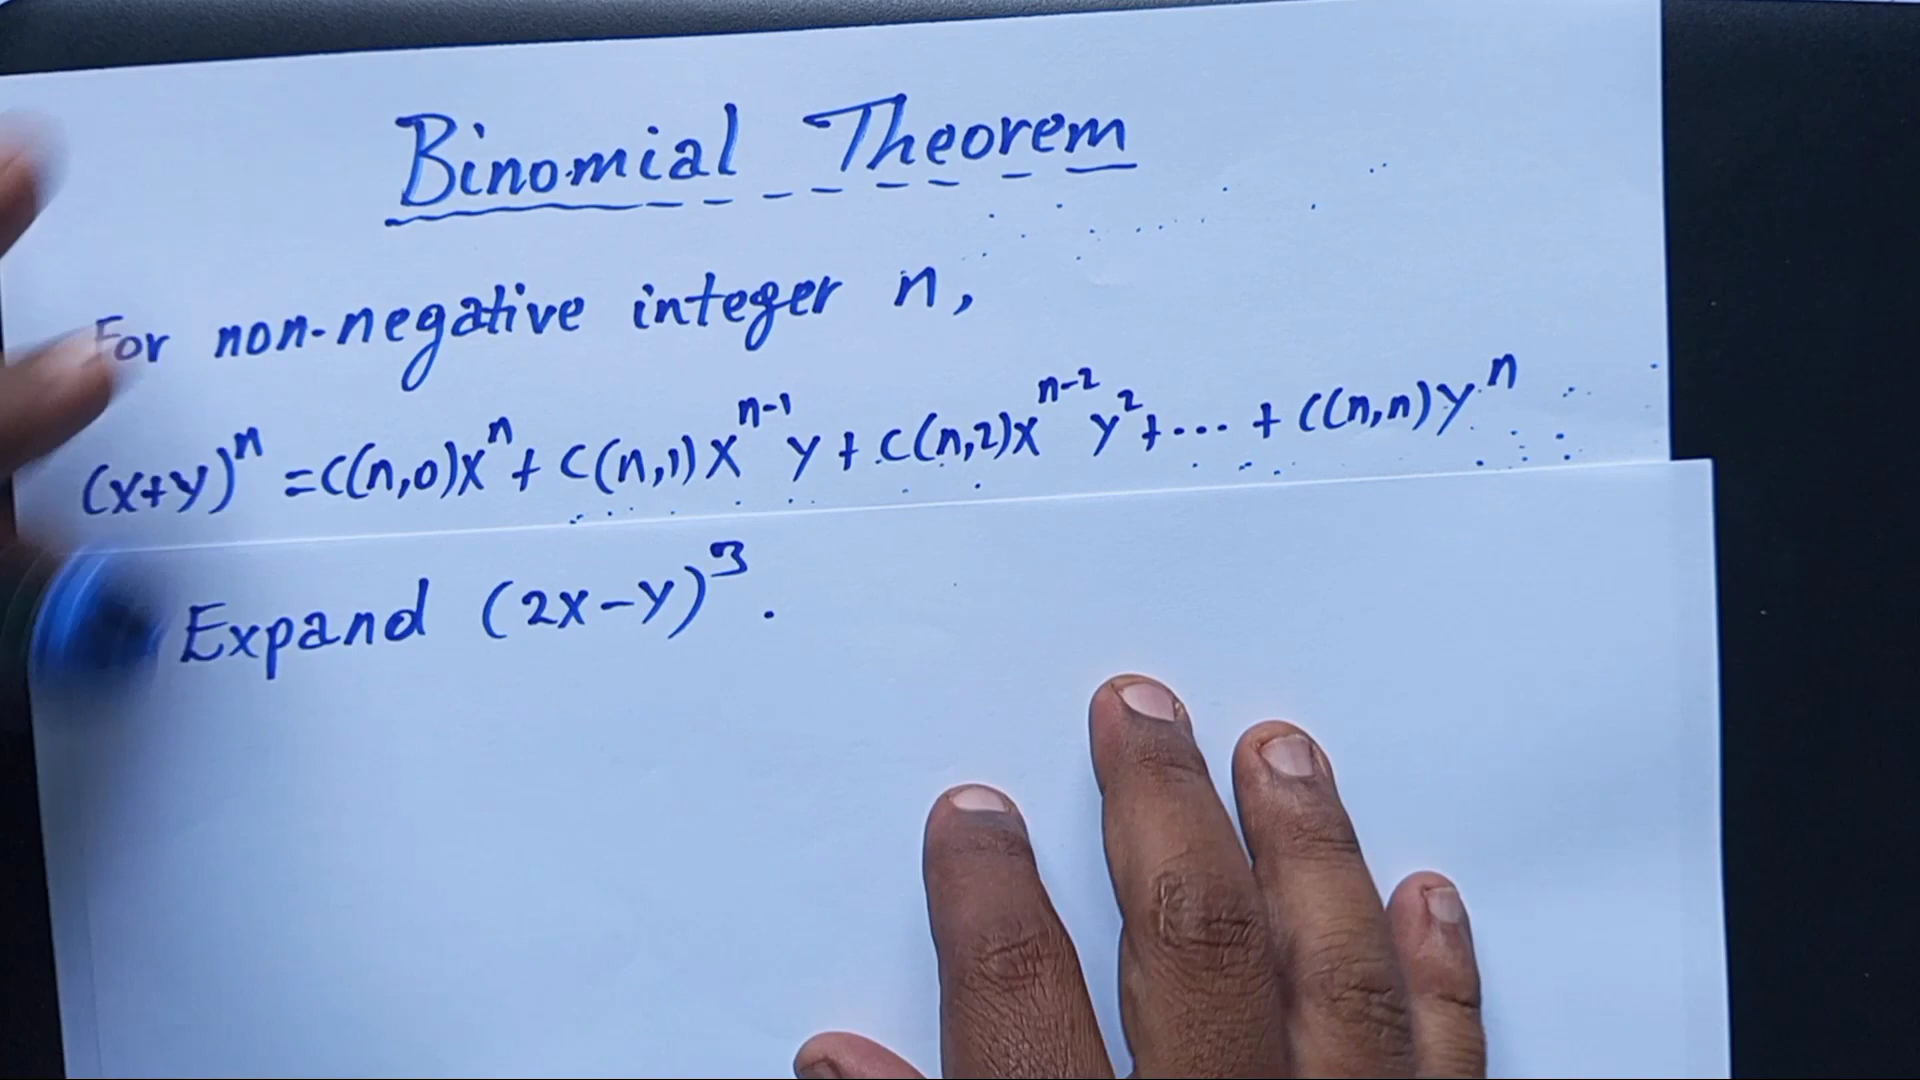 Binomial Theorem
For non-negative integer n,
(x+y)^n = C(n,0)x^n + C(n,1)x^{n-1}y + C(n,2)x^{n-2}y^2 + ... + C(n,n)y^n
Expand (2x-y)^3.